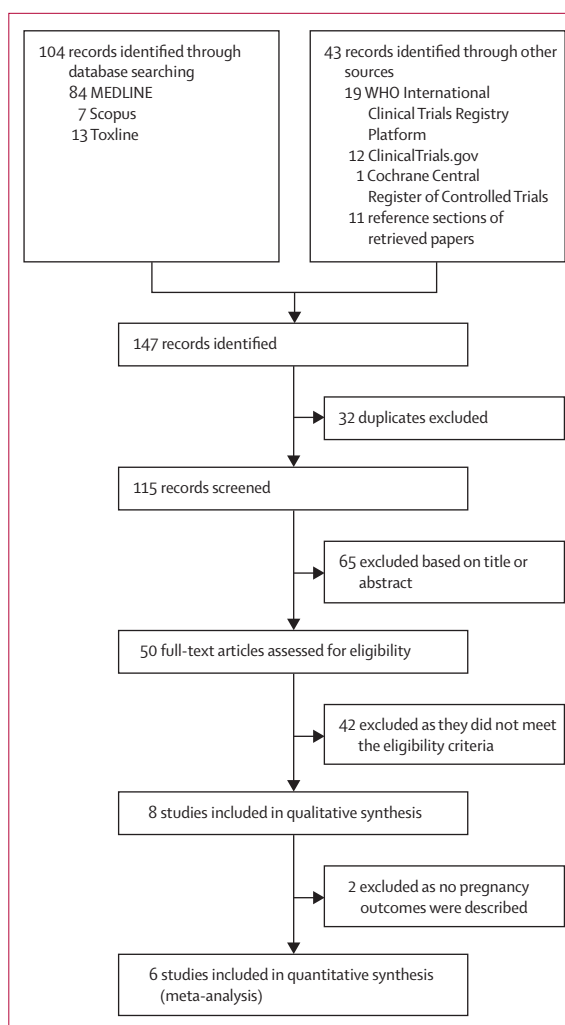 104 records identified through
database searching
84 MEDLINE
7 Scopus
13 Toxline
43 records identified through other
sources
19 WHO International
Clinical Trials Registry
Platform
12 ClinicalTrials.gov
1 Cochrane Central
Register of Controlled Trials
11 reference sections of
retrieved papers
147 records identified
32 duplicates excluded
115 records screened
65 excluded based on title or
abstract
50 full-text articles assessed for eligibility
42 excluded as they did not meet
the eligibility criteria
8 studies included in qualitative synthesis
2 excluded as no pregnancy
outcomes were described
6 studies included in quantitative synthesis
(meta-analysis)